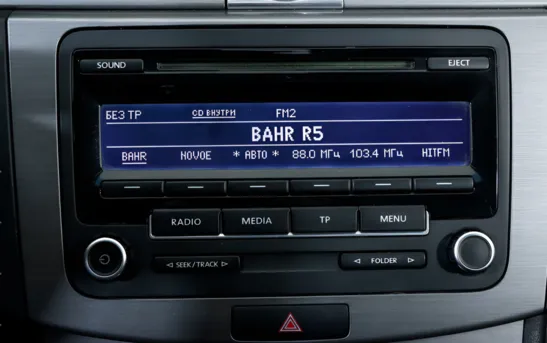 SOUND EJECT
БЕЗ ТР CD ВНУТРИ FM2
BAHR R5
BAHR NOVOE * АВТО * 88.0 МГц 103.4 МГц HITFM
RADIO MEDIA TP MENU
◁ SEEK/TRACK ▷ ◁ FOLDER ▷